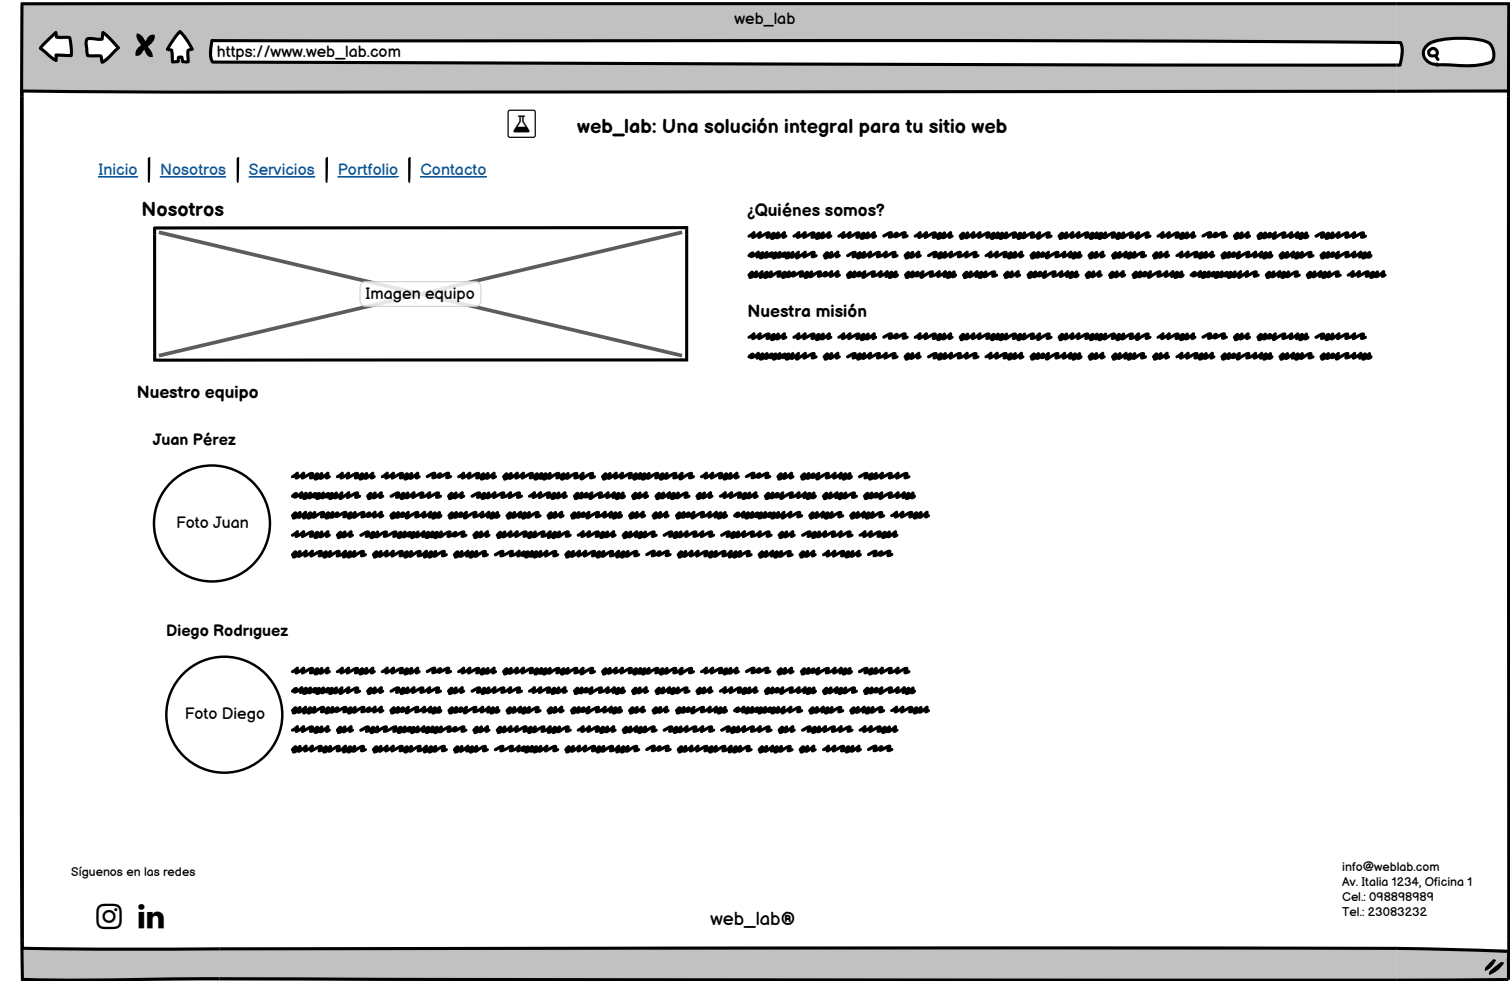 web_lab
https://www.web_lab.com
web_lab: Una solución integral para tu sitio web
Inicio Nosotros Servicios Portfolio Contacto
Nosotros
Imagen equipo
¿Quiénes somos?
Nuestra misión
Nuestro equipo
Juan Pérez
Foto Juan
Diego Rodrıguez
Foto Diego
Síguenos en las redes
in
web_lab®
info@weblab.com
Av. Italia 1234, Oficina 1
Cel.: 098898989
Tel.: 23083232